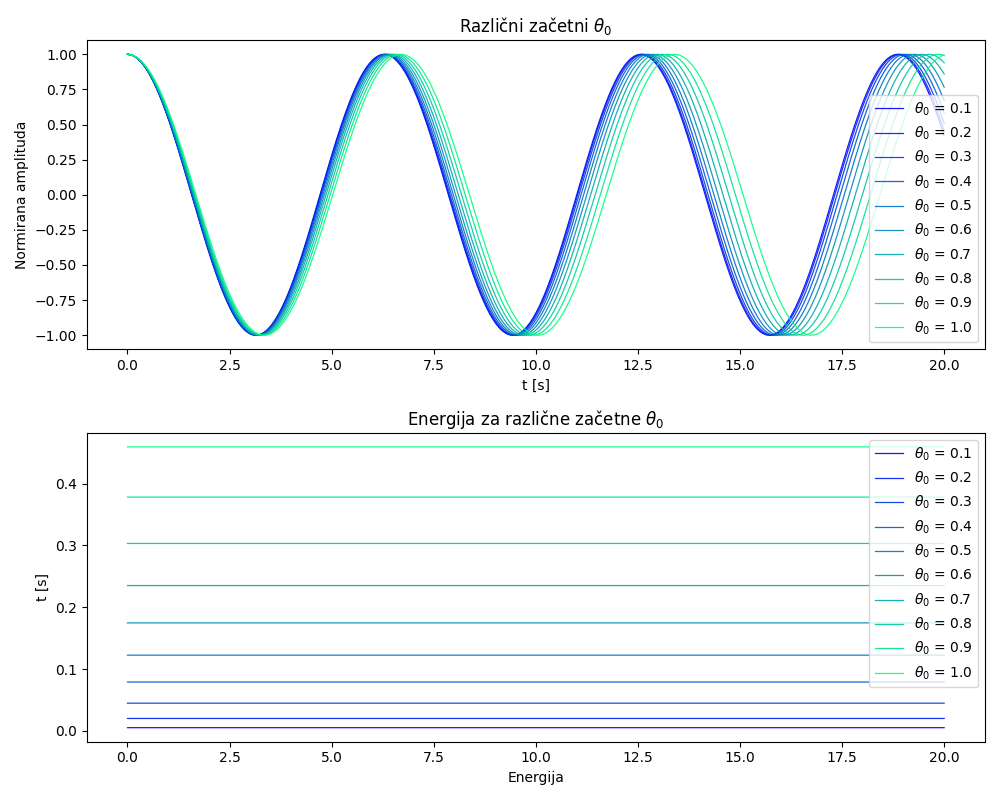 Različni začetni θ₀
Normirana amplituda
1.00
0.75
0.50
0.25
0.00
−0.25
−0.50
−0.75
−1.00
θ₀ = 0.1
θ₀ = 0.2
θ₀ = 0.3
θ₀ = 0.4
θ₀ = 0.5
θ₀ = 0.6
θ₀ = 0.7
θ₀ = 0.8
θ₀ = 0.9
θ₀ = 1.0
0.0 2.5 5.0 7.5 10.0 12.5 15.0 17.5 20.0
t [s]
Energija za različne začetne θ₀
t [s]
0.4
0.3
0.2
0.1
0.0
θ₀ = 0.1
θ₀ = 0.2
θ₀ = 0.3
θ₀ = 0.4
θ₀ = 0.5
θ₀ = 0.6
θ₀ = 0.7
θ₀ = 0.8
θ₀ = 0.9
θ₀ = 1.0
0.0 2.5 5.0 7.5 10.0 12.5 15.0 17.5 20.0
Energija